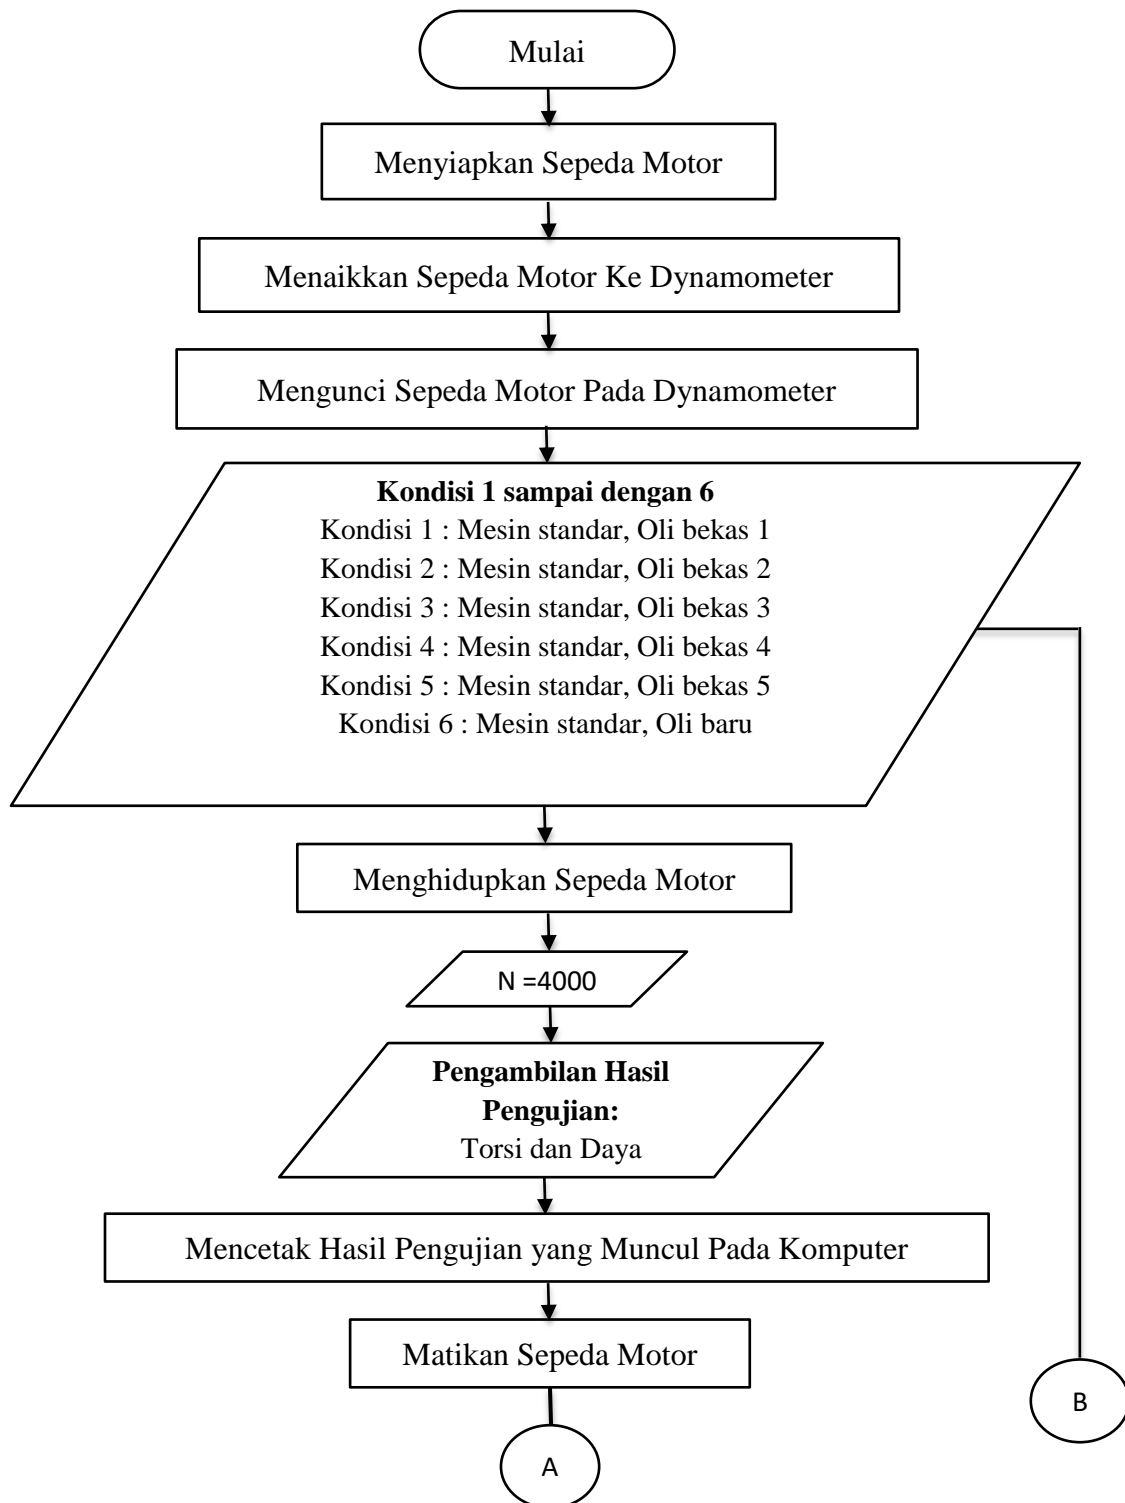 Mulai
Menyiapkan Sepeda Motor
Menaikkan Sepeda Motor Ke Dynamometer
Mengunci Sepeda Motor Pada Dynamometer
Kondisi 1 sampai dengan 6
Kondisi 1 : Mesin standar, Oli bekas 1
Kondisi 2 : Mesin standar, Oli bekas 2
Kondisi 3 : Mesin standar, Oli bekas 3
Kondisi 4 : Mesin standar, Oli bekas 4
Kondisi 5 : Mesin standar, Oli bekas 5
Kondisi 6 : Mesin standar, Oli baru
Menghidupkan Sepeda Motor
N =4000
Pengambilan Hasil
Pengujian:
Torsi dan Daya
Mencetak Hasil Pengujian yang Muncul Pada Komputer
Matikan Sepeda Motor
B
A